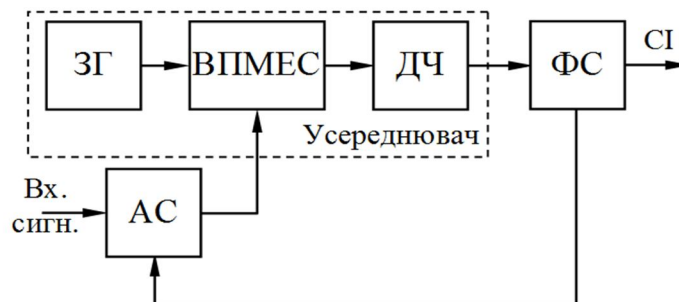 ЗГ
ВПМЕС
ДЧ
ФС
СІ
Усереднювач
Вх.
сигн.
АС